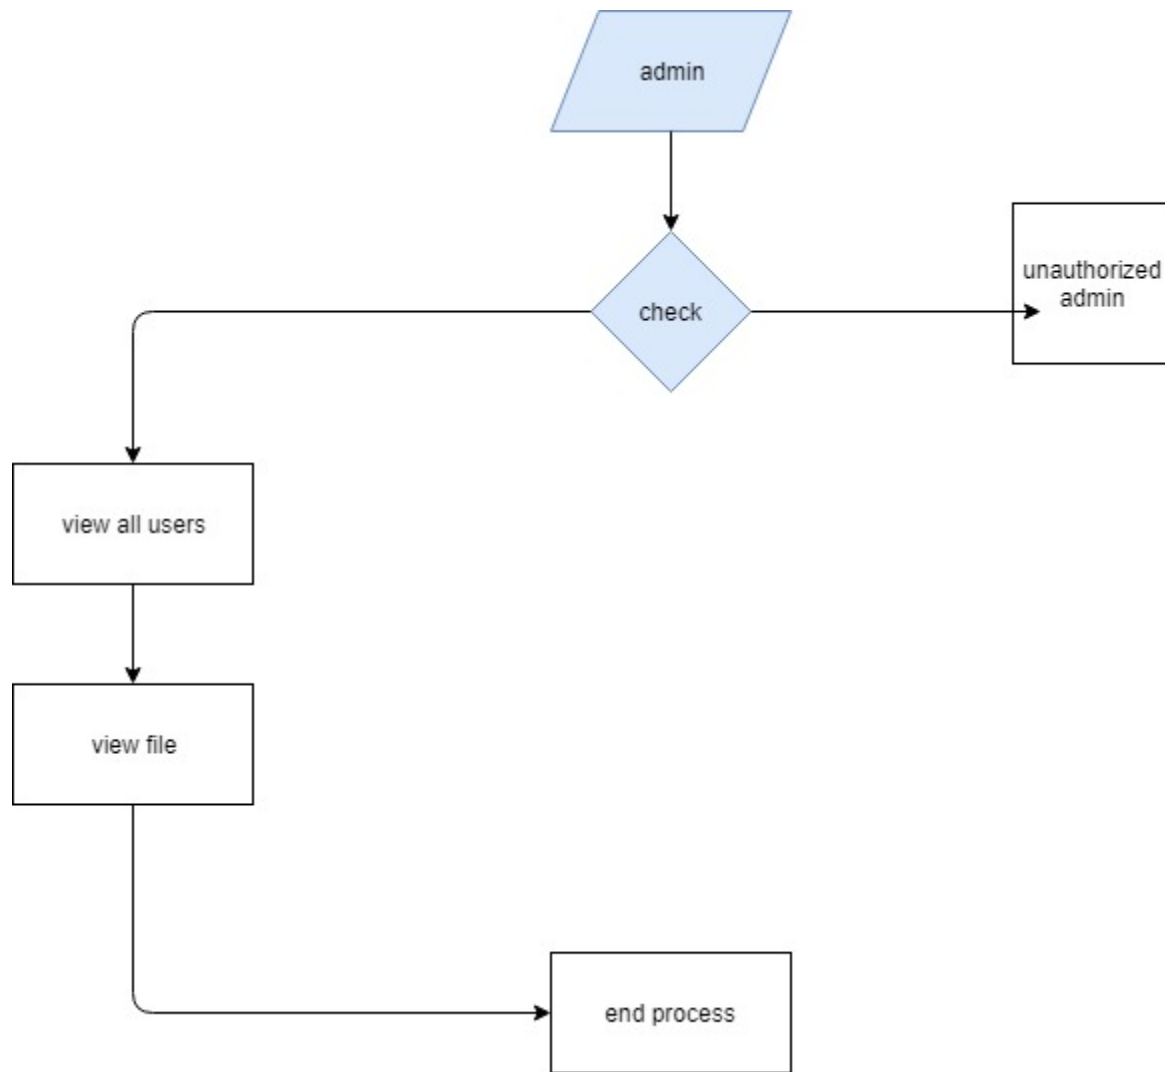 admin
unauthorized
admin
check
view all users
view file
end process